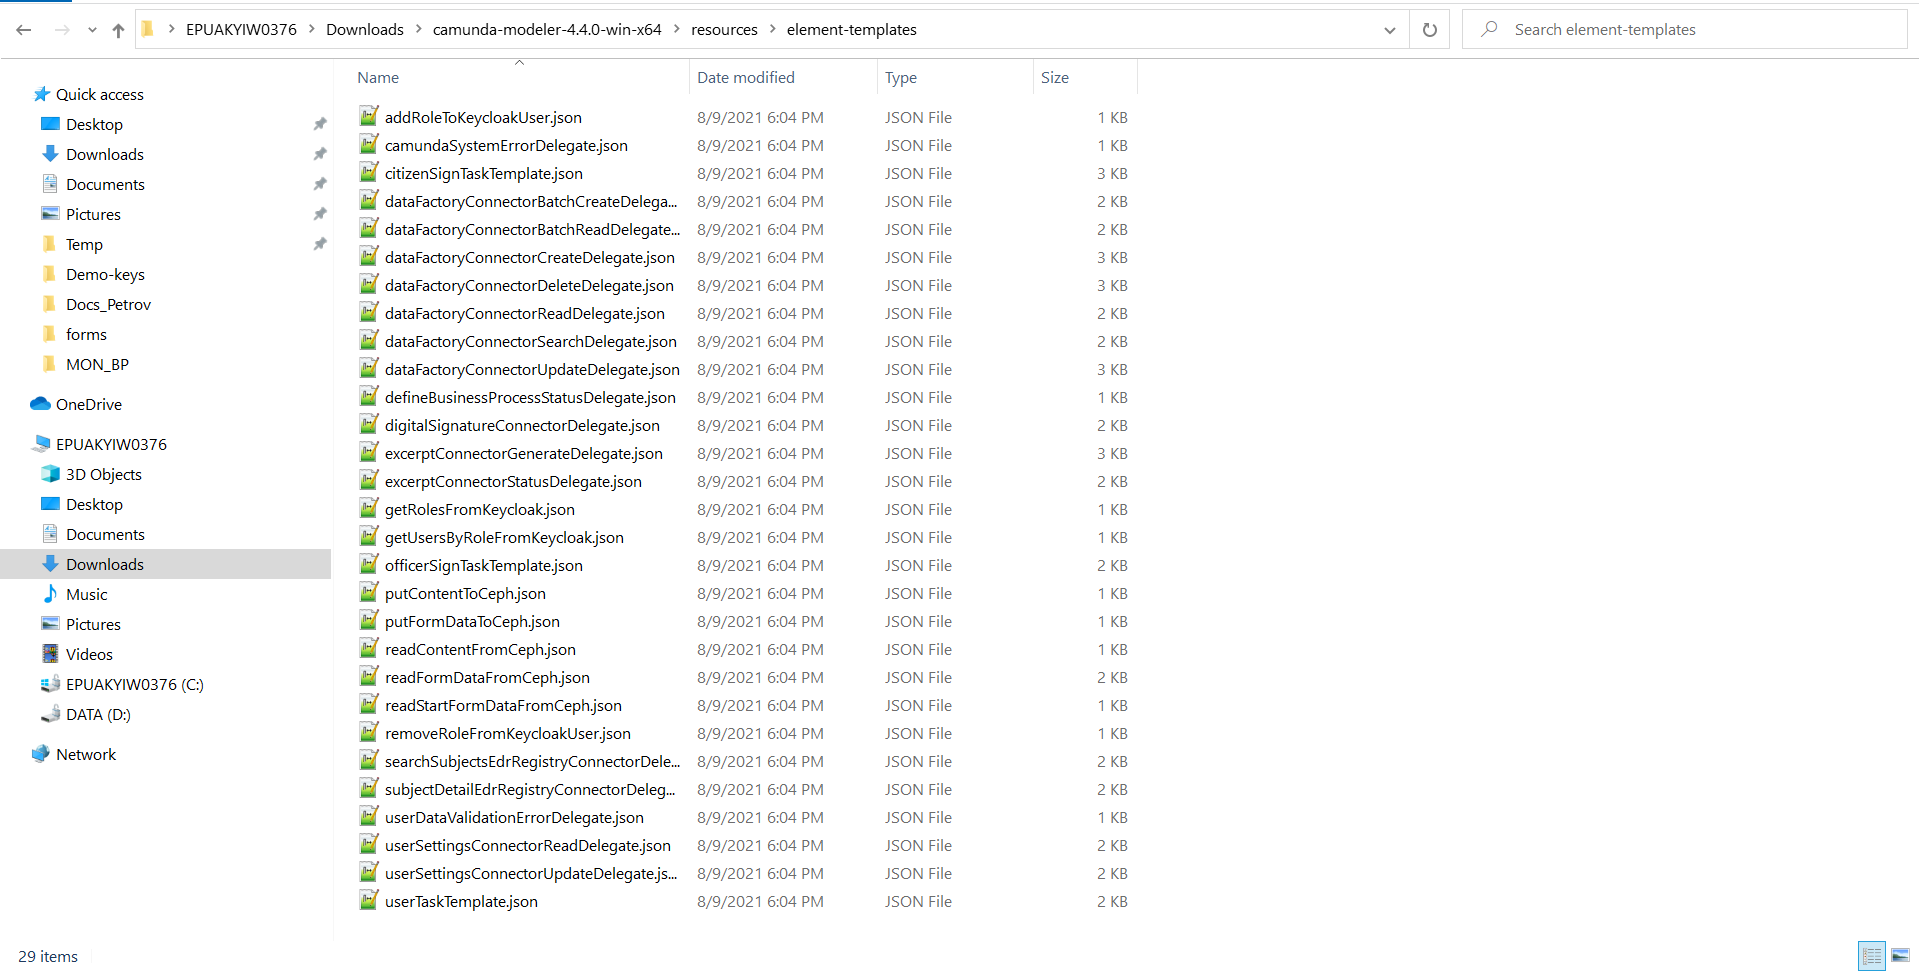 EPUAKYIW0376 > Downloads > camunda-modeler-4.4.0-win-x64 > resources > element-templates
Search element-templates
Quick access
Desktop
Downloads
Documents
Pictures
Temp
Demo-keys
Docs_Petrov
forms
MON_BP
OneDrive
EPUAKYIW0376
3D Objects
Desktop
Documents
Downloads
Music
Pictures
Videos
EPUAKYIW0376 (C:)
DATA (D:)
Network
Name Date modified Type Size
addRoleToKeycloakUser.json 8/9/2021 6:04 PM JSON File 1 KB
camundaSystemErrorDelegate.json 8/9/2021 6:04 PM JSON File 1 KB
citizenSignTaskTemplate.json 8/9/2021 6:04 PM JSON File 3 KB
dataFactoryConnectorBatchCreateDelega... 8/9/2021 6:04 PM JSON File 2 KB
dataFactoryConnectorBatchReadDelegate... 8/9/2021 6:04 PM JSON File 2 KB
dataFactoryConnectorCreateDelegate.json 8/9/2021 6:04 PM JSON File 3 KB
dataFactoryConnectorDeleteDelegate.json 8/9/2021 6:04 PM JSON File 3 KB
dataFactoryConnectorReadDelegate.json 8/9/2021 6:04 PM JSON File 2 KB
dataFactoryConnectorSearchDelegate.json 8/9/2021 6:04 PM JSON File 2 KB
dataFactoryConnectorUpdateDelegate.json 8/9/2021 6:04 PM JSON File 3 KB
defineBusinessProcessStatusDelegate.json 8/9/2021 6:04 PM JSON File 1 KB
digitalSignatureConnectorDelegate.json 8/9/2021 6:04 PM JSON File 2 KB
excerptConnectorGenerateDelegate.json 8/9/2021 6:04 PM JSON File 3 KB
excerptConnectorStatusDelegate.json 8/9/2021 6:04 PM JSON File 2 KB
getRolesFromKeycloak.json 8/9/2021 6:04 PM JSON File 1 KB
getUsersByRoleFromKeycloak.json 8/9/2021 6:04 PM JSON File 1 KB
officerSignTaskTemplate.json 8/9/2021 6:04 PM JSON File 2 KB
putContentToCeph.json 8/9/2021 6:04 PM JSON File 1 KB
putFormDataToCeph.json 8/9/2021 6:04 PM JSON File 1 KB
readContentFromCeph.json 8/9/2021 6:04 PM JSON File 1 KB
readFormDataFromCeph.json 8/9/2021 6:04 PM JSON File 2 KB
readStartFormDataFromCeph.json 8/9/2021 6:04 PM JSON File 1 KB
removeRoleFromKeycloakUser.json 8/9/2021 6:04 PM JSON File 1 KB
searchSubjectsEdrRegistryConnectorDele... 8/9/2021 6:04 PM JSON File 2 KB
subjectDetailEdrRegistryConnectorDeleg... 8/9/2021 6:04 PM JSON File 2 KB
userDataValidationErrorDelegate.json 8/9/2021 6:04 PM JSON File 1 KB
userSettingsConnectorReadDelegate.json 8/9/2021 6:04 PM JSON File 2 KB
userSettingsConnectorUpdateDelegate.js... 8/9/2021 6:04 PM JSON File 2 KB
userTaskTemplate.json 8/9/2021 6:04 PM JSON File 2 KB
29 items